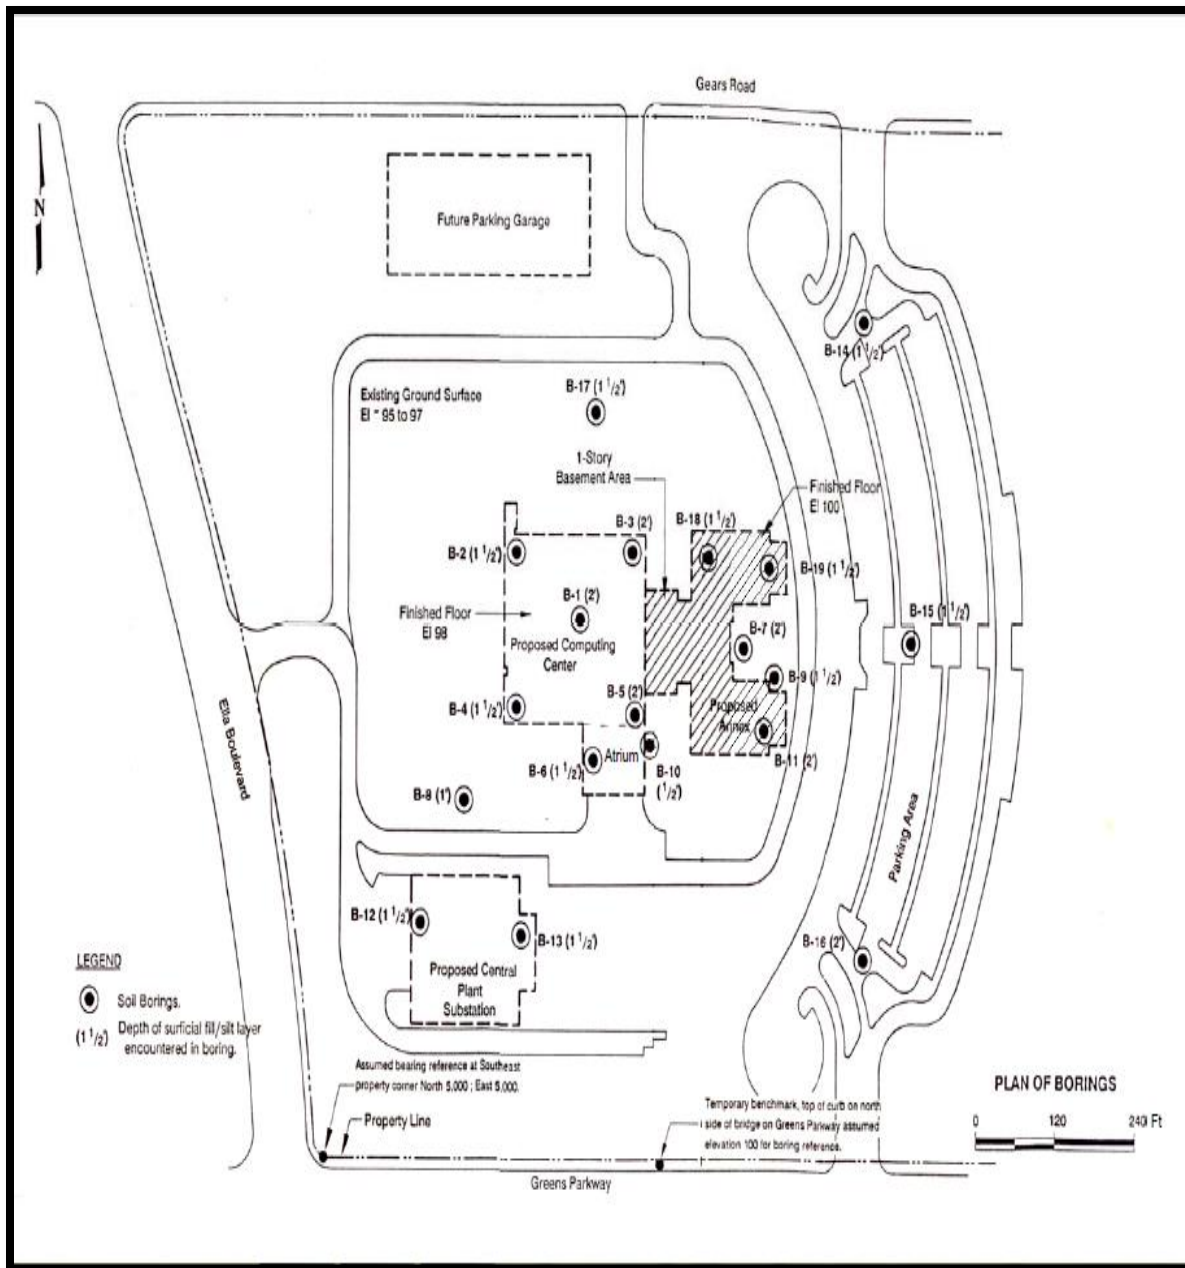 Gears Road
N
Future Parking Garage
B-14 (1 1/2')
B-17 (1 1/2')
Existing Ground Surface
El = 95 to 97
1-Story
Basement Area
Finished Floor
El 100
B-3 (2')
B-18 (1 1/2')
B-2 (1 1/2')
B-19 (1 1/2')
B-1 (2')
Finished Floor
El 98
B-15 (1 1/2')
Proposed Computing
Center
B-7 (2')
B-9 (1 1/2')
B-5 (2')
B-4 (1 1/2')
Proposed
Annex
Ella Boulevard
Atrium
B-6 (1 1/2')
B-10
(1/2')
B-11 (2')
B-8 (1')
Parking Area
B-12 (1 1/2')
B-13 (1 1/2')
B-16 (2')
Proposed Central
Plant
Substation
LEGEND
Soil Borings.
(1 1/2') Depth of surficial fill/silt layer
encountered in boring.
Assumed bearing reference at Southeast
property corner North 5,000 ; East 5,000.
Property Line
Temporary benchmark, top of curb on north
side of bridge on Greens Parkway assumed
elevation 100 for boring reference.
PLAN OF BORINGS
0 120 240 Ft
Greens Parkway